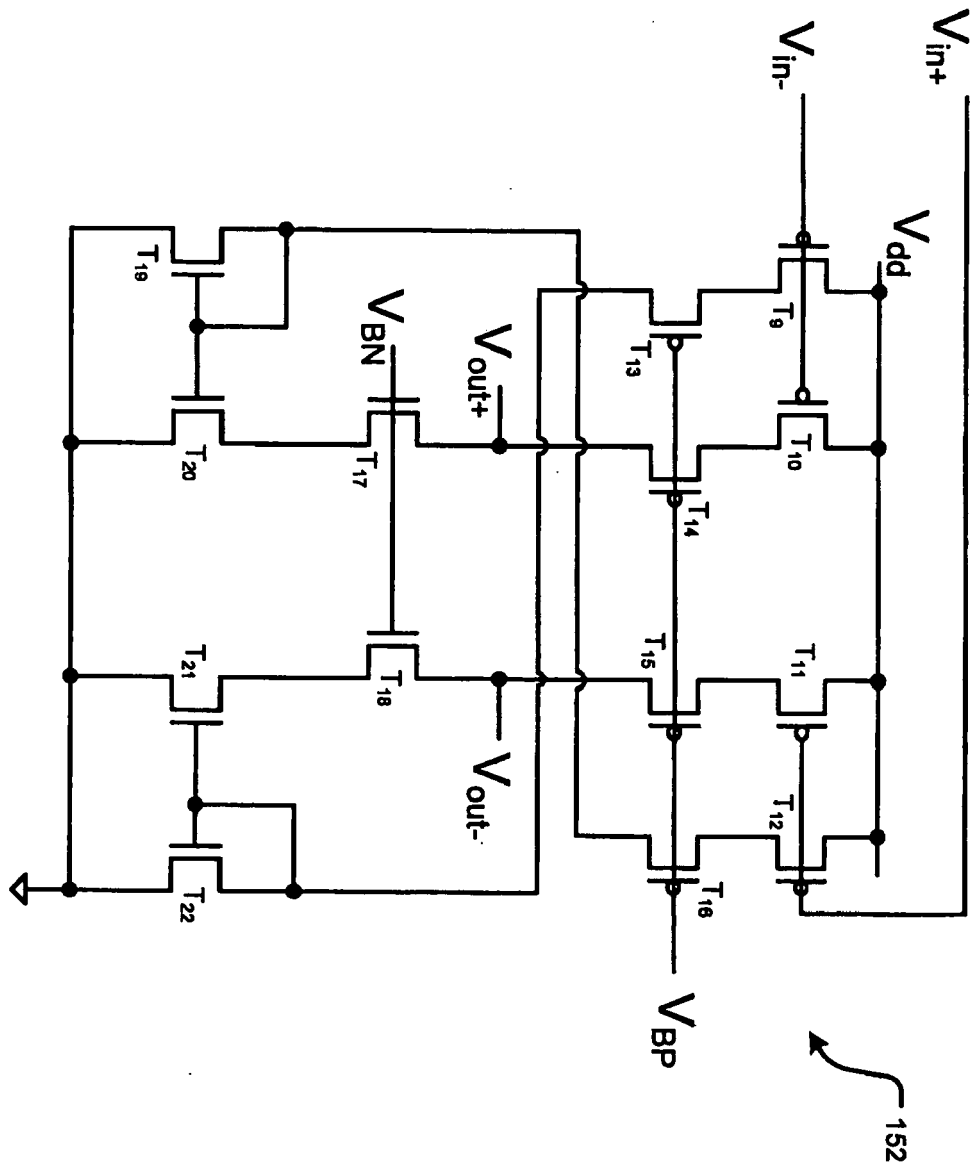 V_in+
V_in-
V_dd
T_9
T_10
T_11
T_12
T_13
T_14
T_15
T_16
V_BP
V_out+
V_out-
V_BN
T_17
T_18
T_19
T_20
T_21
T_22
152